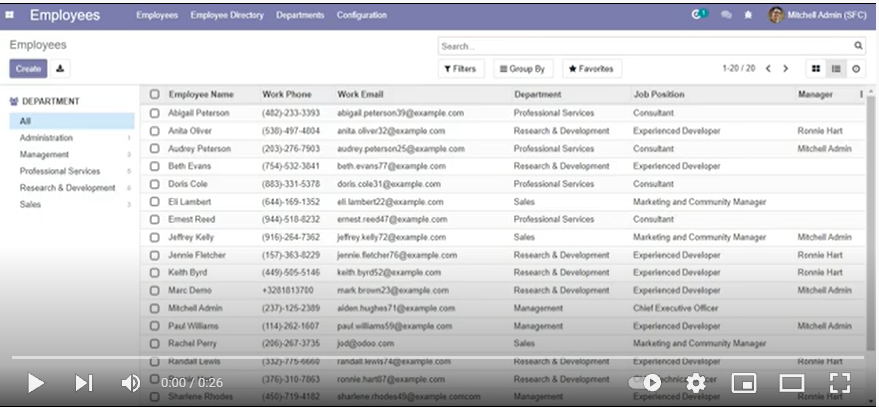 Employees Employees Employee Directory Departments Configuration 1 Mitchell Admin (SFC)
Employees Search...
Create Filters Group By Favorites 1-20 / 20
DEPARTMENT
All
Administration 1
Management 3
Professional Services 5
Research & Development
Sales 3
Employee Name Work Phone Work Email Department Job Position Manager
Abigail Peterson (482)-233-3393 abigail.peterson39@example.com Professional Services Consultant
Anita Oliver (538)-497-4804 anita.oliver32@example.com Research & Development Experienced Developer Ronnie Hart
Audrey Peterson (203)-276-7903 audrey.peterson25@example.com Professional Services Consultant Mitchell Admin
Beth Evans (754)-532-3841 beth.evans77@example.com Research & Development Experienced Developer
Doris Cole (883)-331-5378 doris.cole31@example.com Professional Services Consultant
Eli Lambert (644)-169-1352 eli.lambert22@example.com Sales Marketing and Community Manager
Ernest Reed (944)-518-8232 ernest.reed47@example.com Professional Services Consultant
Jeffrey Kelly (916)-264-7362 jeffrey.kelly72@example.com Sales Marketing and Community Manager Mitchell Admin
Jennie Fletcher (157)-363-8229 jennie.fletcher76@example.com Research & Development Experienced Developer Ronnie Hart
Keith Byrd (449)-505-5146 keith.byrd52@example.com Research & Development Experienced Developer Ronnie Hart
Marc Demo +3281813700 mark.brown23@example.com Research & Development Experienced Developer Mitchell Admin
Mitchell Admin (237)-125-2389 aiden.hughes71@example.com Management Chief Executive Officer
Paul Williams (114)-262-1607 paul.williams59@example.com Management Experienced Developer Mitchell Admin
Rachel Perry (206)-267-3735 jod@odoo.com Sales Marketing and Community Manager
Randall Lewis (332)-775-6660 randall.lewis74@example.com Research & Development Experienced Developer Ronnie Hart
(376)-310-7863 ronnie.hart87@example.com Research & Development
Sharlene Rhodes (450)-719-4182 sharlene.rhodes49@example.comcom Management Experienced Developer Ronnie Hart
0:00 / 0:26